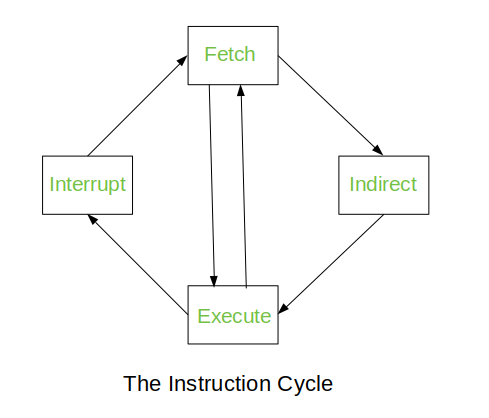 Fetch
Interrupt
Indirect
Execute
The Instruction Cycle